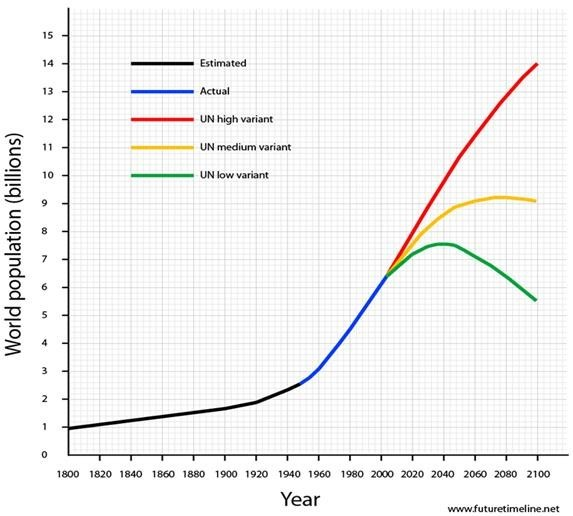 World population (billions)
15
14
13
12
11
10
9
8
7
6
5
4
3
2
1
0
Estimated
Actual
UN high variant
UN medium variant
UN low variant
1800 1820 1840 1860 1880 1900 1920 1940 1960 1980 2000 2020 2040 2060 2080 2100
Year
www.futuretimeline.net